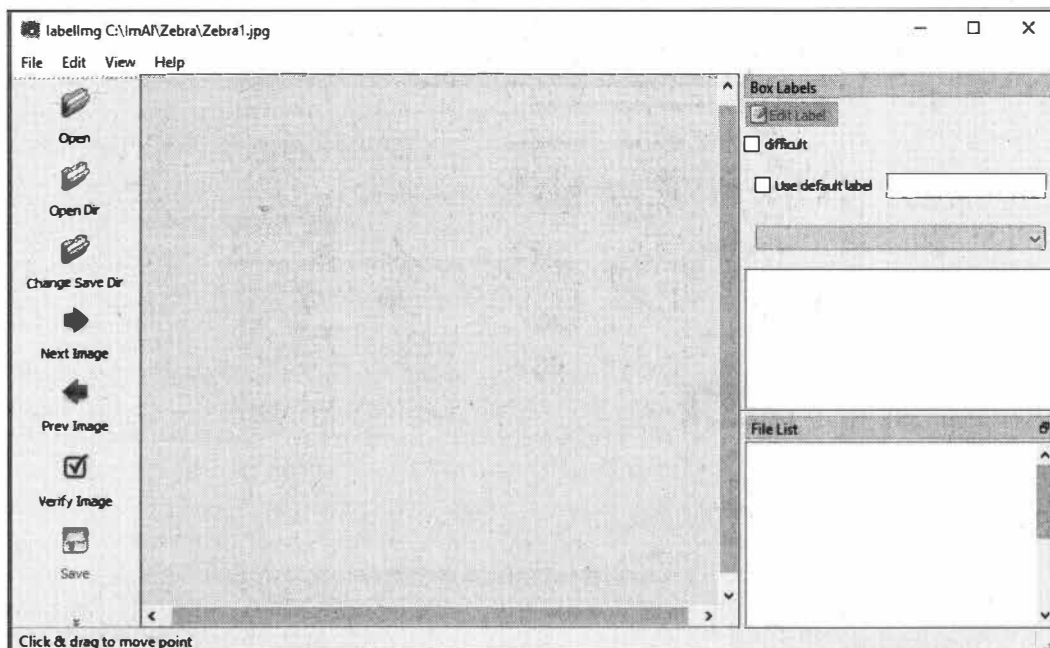 labelImg C:\ImAI\Zebra\Zebra1.jpg
File Edit View Help
Open
Open Dir
Change Save Dir
Next Image
Prev Image
Verify Image
Save
Box Labels
Edit Label
difficult
Use default label
File List
Click & drag to move point